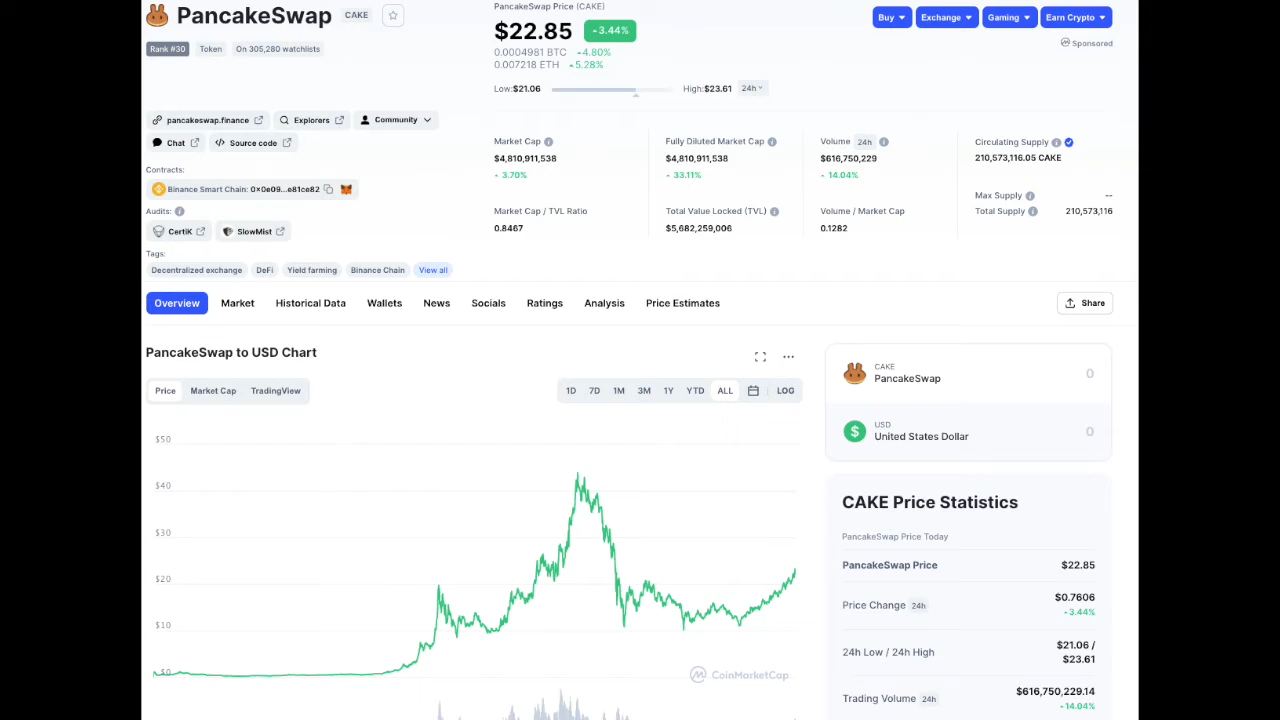 PancakeSwap CAKE
Rank #30 Token On 305,280 watchlists
pancakeswap.finance Explorers Community
Chat Source code
Contracts:
Binance Smart Chain: 0x0e09...e81ce82
Audits:
CertiK SlowMist
Tags:
Decentralized exchange DeFi Yield farming Binance Chain View all
PancakeSwap Price (CAKE)
$22.85 3.44%
0.0004981 BTC 4.80%
0.007218 ETH 5.28%
Low: $21.06 High: $23.61 24h
Buy Exchange Gaming Earn Crypto
Sponsored
Market Cap
$4,810,911,538
3.70%
Market Cap / TVL Ratio
0.8467
Fully Diluted Market Cap
$4,810,911,538
33.11%
Total Value Locked (TVL)
$5,682,259,006
Volume 24h
$616,750,229
14.04%
Volume / Market Cap
0.1282
Circulating Supply
210,573,116.05 CAKE
Max Supply --
Total Supply 210,573,116
Overview Market Historical Data Wallets News Socials Ratings Analysis Price Estimates Share
PancakeSwap to USD Chart
Price Market Cap TradingView
1D 7D 1M 3M 1Y YTD ALL LOG
$50
$40
$30
$20
$10
$0
CoinMarketCap
CAKE
PancakeSwap 0
USD
United States Dollar 0
CAKE Price Statistics
PancakeSwap Price Today
PancakeSwap Price $22.85
Price Change 24h $0.7606
3.44%
24h Low / 24h High $21.06 /
$23.61
Trading Volume 24h $616,750,229.14
14.04%